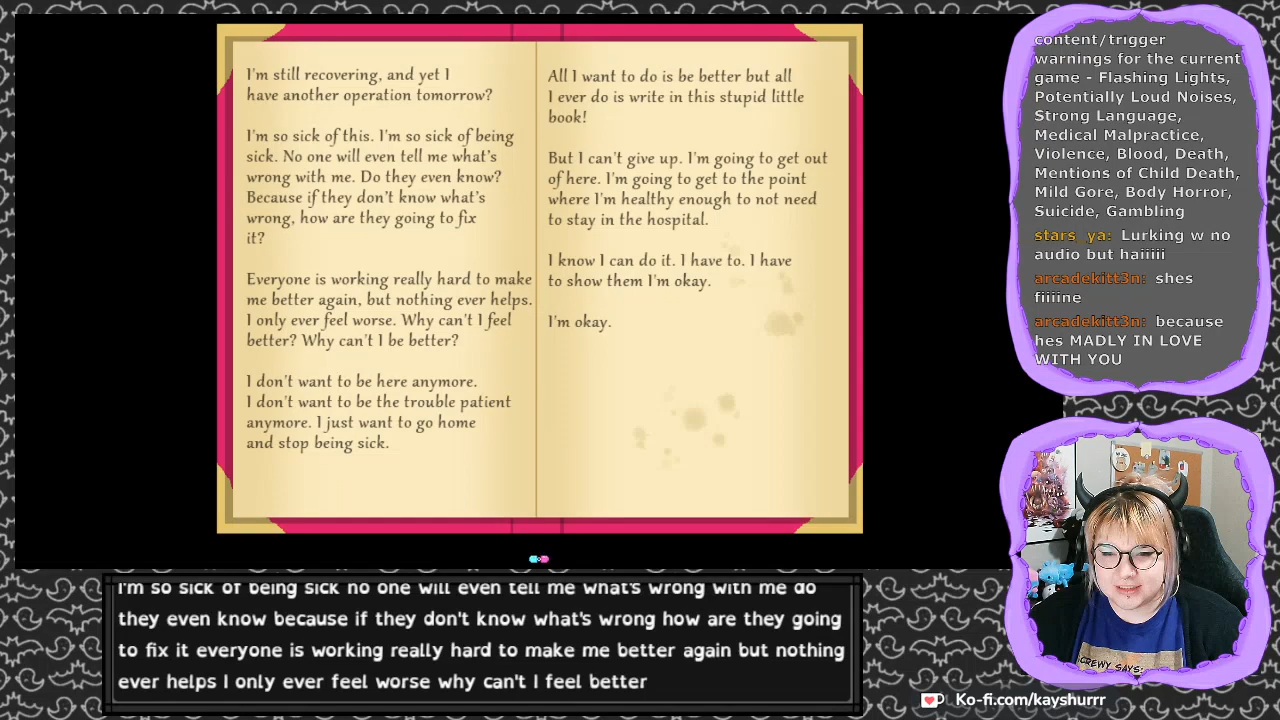 I'm still recovering, and yet I
have another operation tomorrow?
I'm so sick of this. I'm so sick of being
sick. No one will even tell me what's
wrong with me. Do they even know?
Because if they don't know what's
wrong, how are they going to fix
it?
Everyone is working really hard to make
me better again, but nothing ever helps.
I only ever feel worse. Why can't I feel
better? Why can't I be better?
I don't want to be here anymore.
I don't want to be the trouble patient
anymore. I just want to go home
and stop being sick.
All I want to do is be better but all
I ever do is write in this stupid little
book!
But I can't give up. I'm going to get out
of here. I'm going to get to the point
where I'm healthy enough to not need
to stay in the hospital.
I know I can do it. I have to. I have
to show them I'm okay.
I'm okay.
content/trigger
warnings for the current
game - Flashing Lights,
Potentially Loud Noises,
Strong Language,
Medical Malpractice,
Violence, Blood, Death,
Mentions of Child Death,
Mild Gore, Body Horror,
Suicide, Gambling
stars_ya: Lurking w no
audio but haiiiii
arcadekitt3n: shes
fiiiine
arcadekitt3n: because
hes MADLY IN LOVE
WITH YOU
I'm so sick of being sick no one will even tell me what's wrong with me do
they even know because if they don't know what's wrong how are they going
to fix it everyone is working really hard to make me better again but nothing
ever helps I only ever feel worse why can't I feel better
CREWY SAYS:
Ko-fi.com/kayshurrr